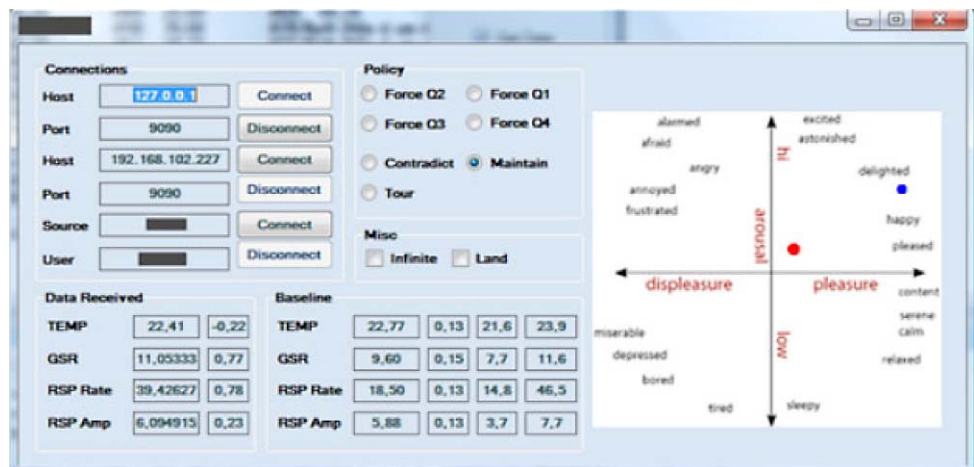 Connections
Host 127.0.0.1 Connect
Port 9090 Disconnect
Host 192.168.102.227 Connect
Port 9090 Disconnect
Source Connect
User Disconnect
Policy
Force Q2 Force Q1
Force Q3 Force Q4
Contradict Maintain
Tour
Misc
Infinite Land
Data Received
TEMP 22,41 -0,22
GSR 11,05333 0,77
RSP Rate 39,42627 0,78
RSP Amp 6,094915 0,23
Baseline
TEMP 22,77 0,13 21,6 23,9
GSR 9,60 0,15 7,7 11,6
RSP Rate 18,50 0,13 14,8 46,5
RSP Amp 5,88 0,13 3,7 7,7
alarmed excited
afraid astonished
hi
angry delighted
annoyed
frustrated happy
arousal
pleased
displeasure pleasure
content
serene
miserable calm
low
depressed relaxed
bored
tired sleepy